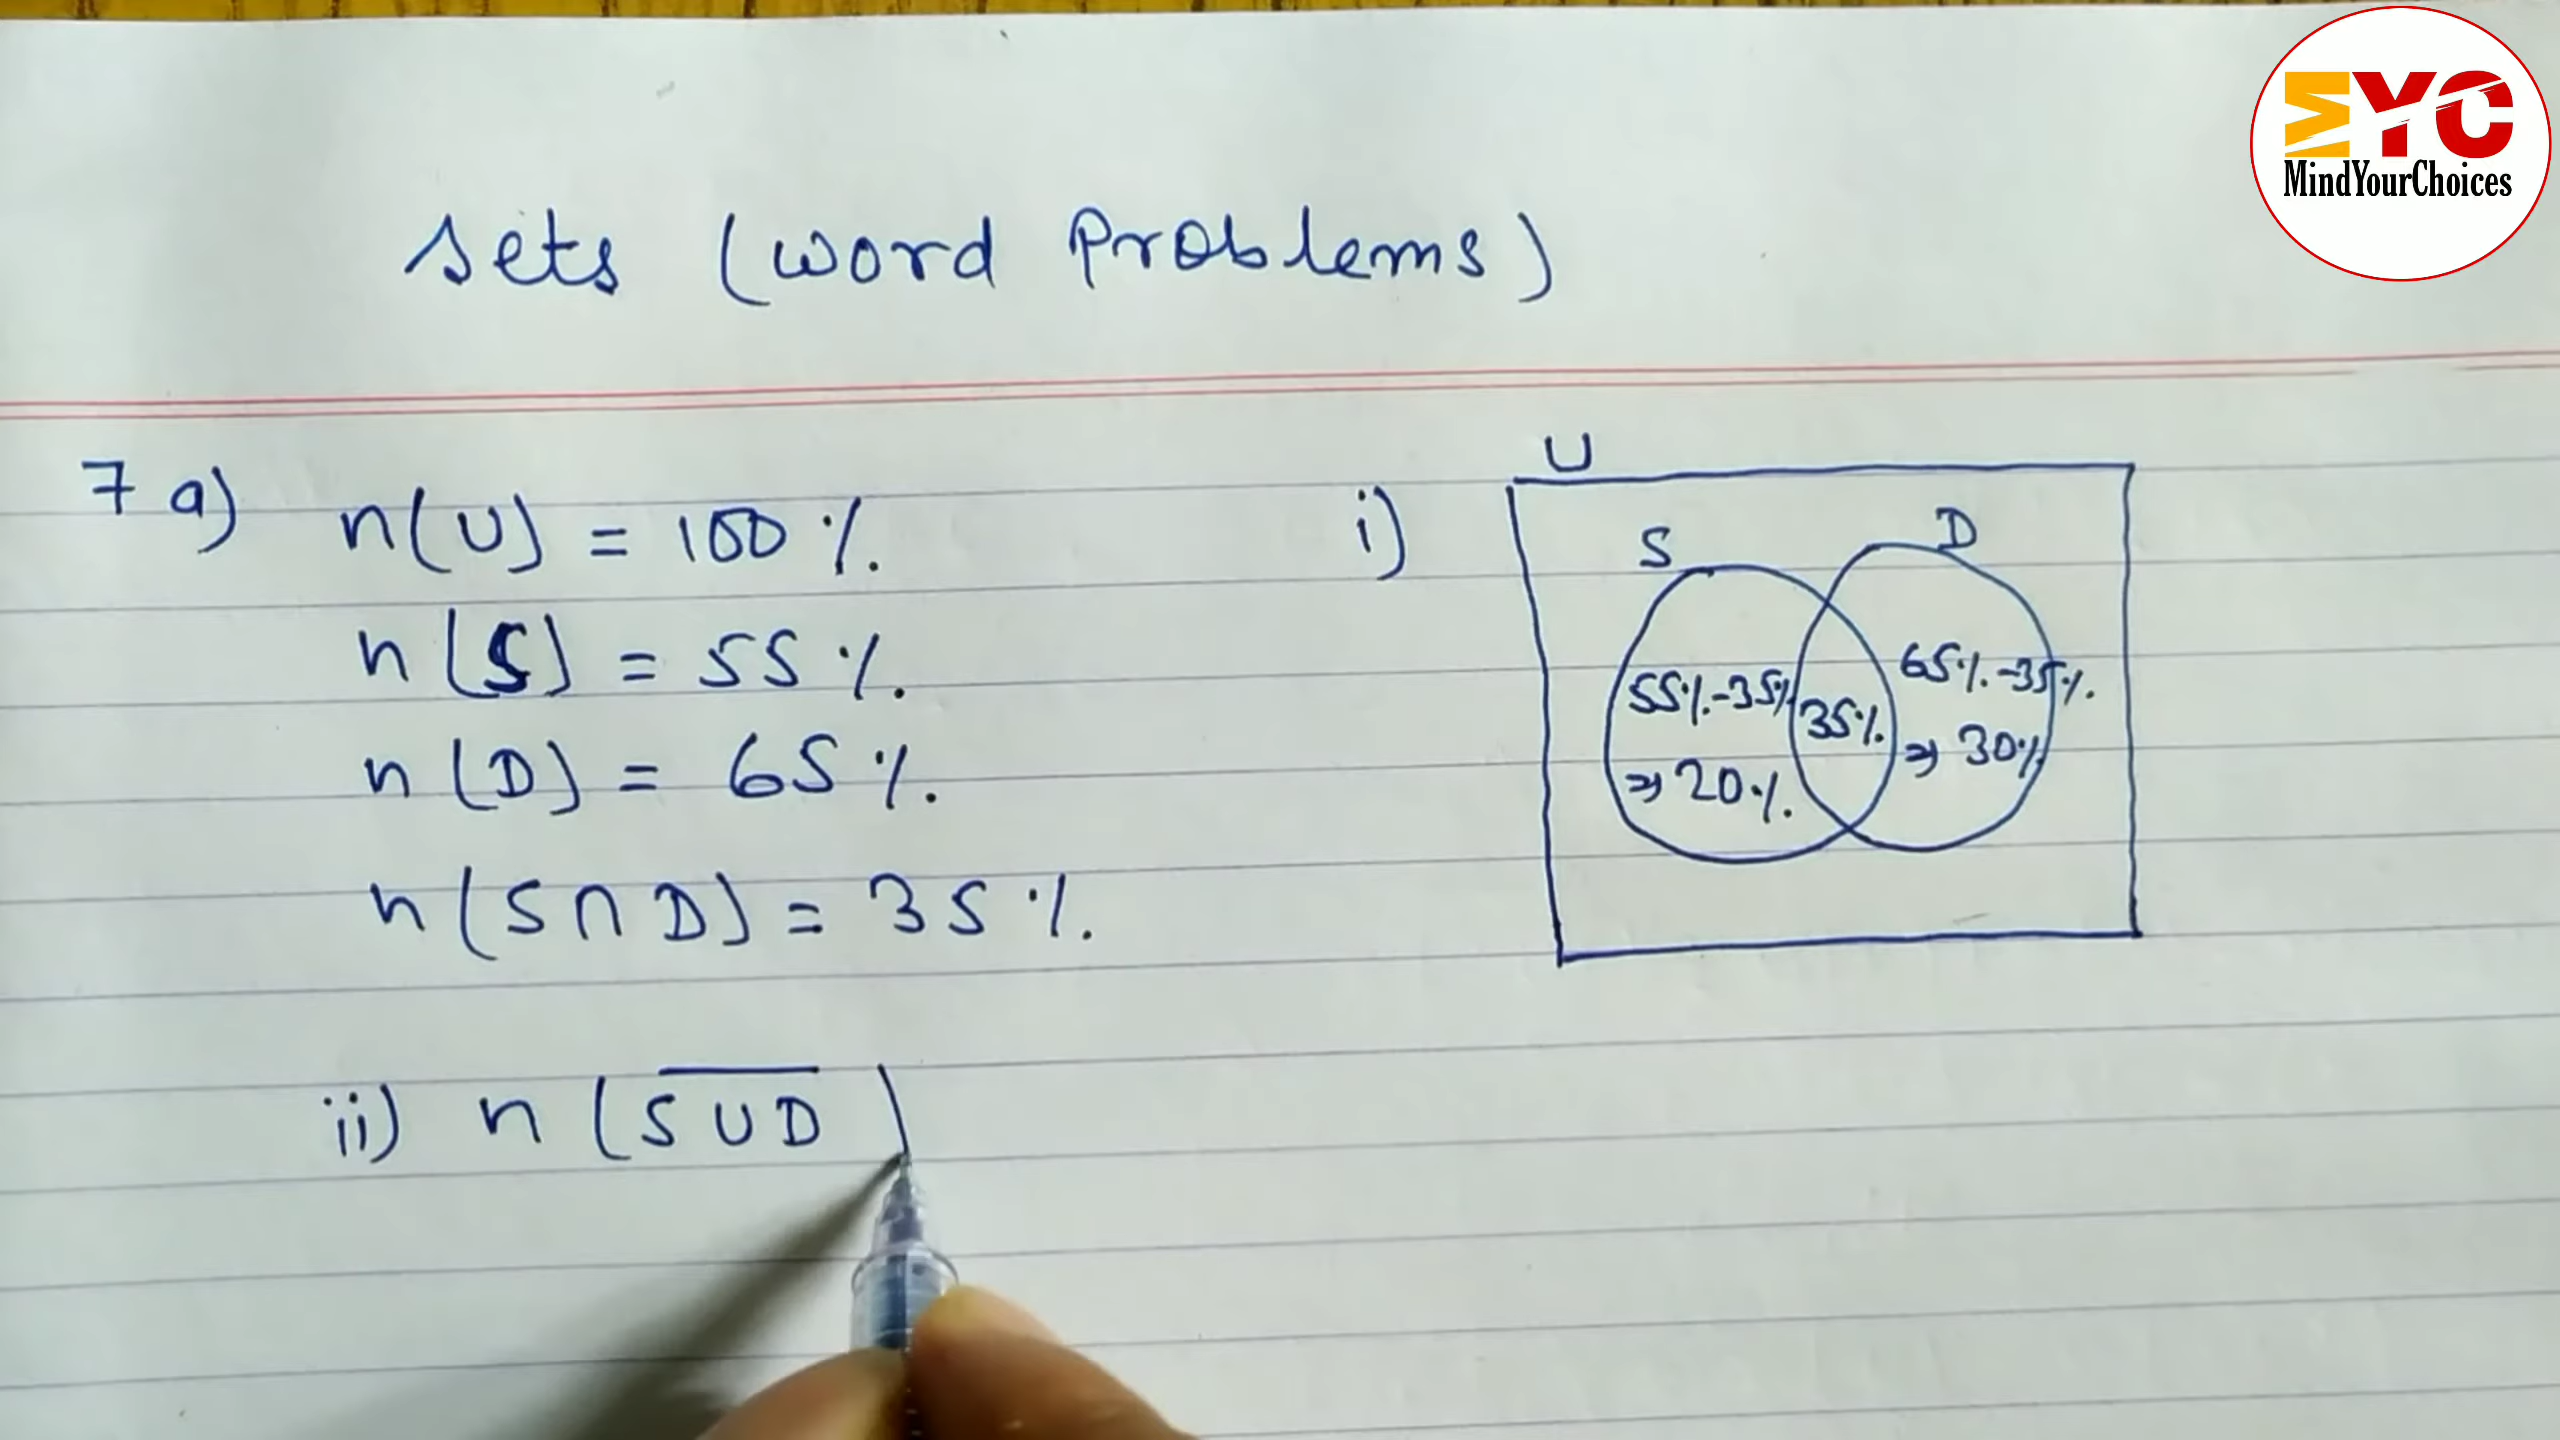 MYC
MindYourChoices
Sets (word Problems)
7 a) n(U) = 100 %.
n(S) = 55 %.
n(D) = 65 %.
n(S∩D) = 35 %.
i)
U
S D
55%-35% 35% 65%-35%
⇒ 20% ⇒ 30%
ii) n(S̅ ̅U̅ ̅D̅)